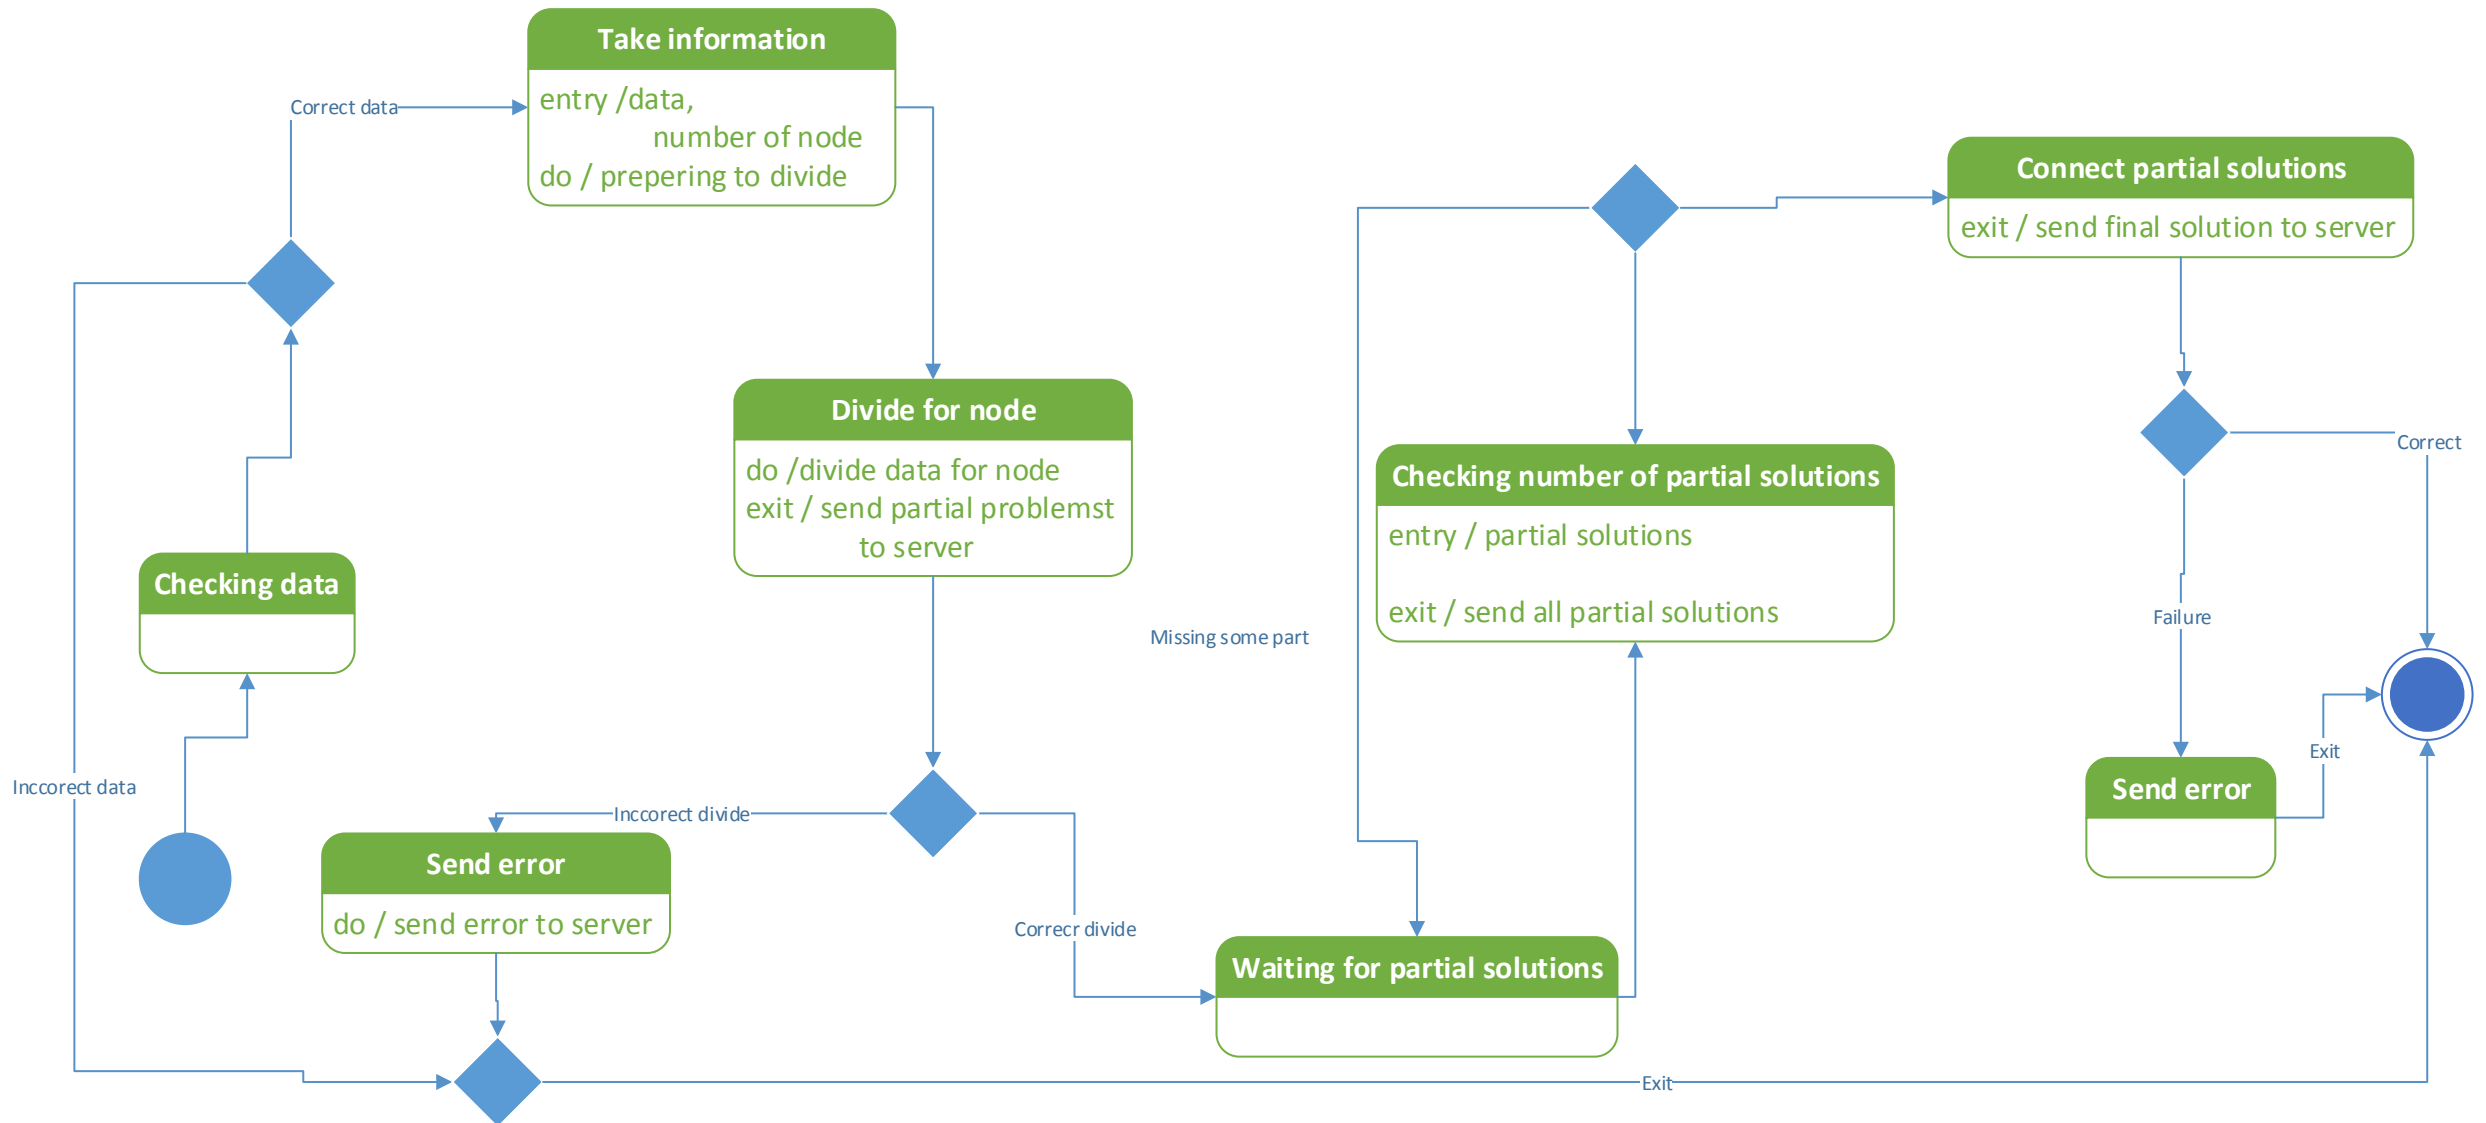 Take information
entry /data,
number of node
do / prepering to divide
Correct data
Connect partial solutions
exit / send final solution to server
Divide for node
do /divide data for node
exit / send partial problemst
to server
Checking number of partial solutions
entry / partial solutions
exit / send all partial solutions
Correct
Checking data
Missing some part
Failure
Inccorect data
Inccorect divide
Exit
Send error
Send error
do / send error to server
Correcr divide
Waiting for partial solutions
Exit